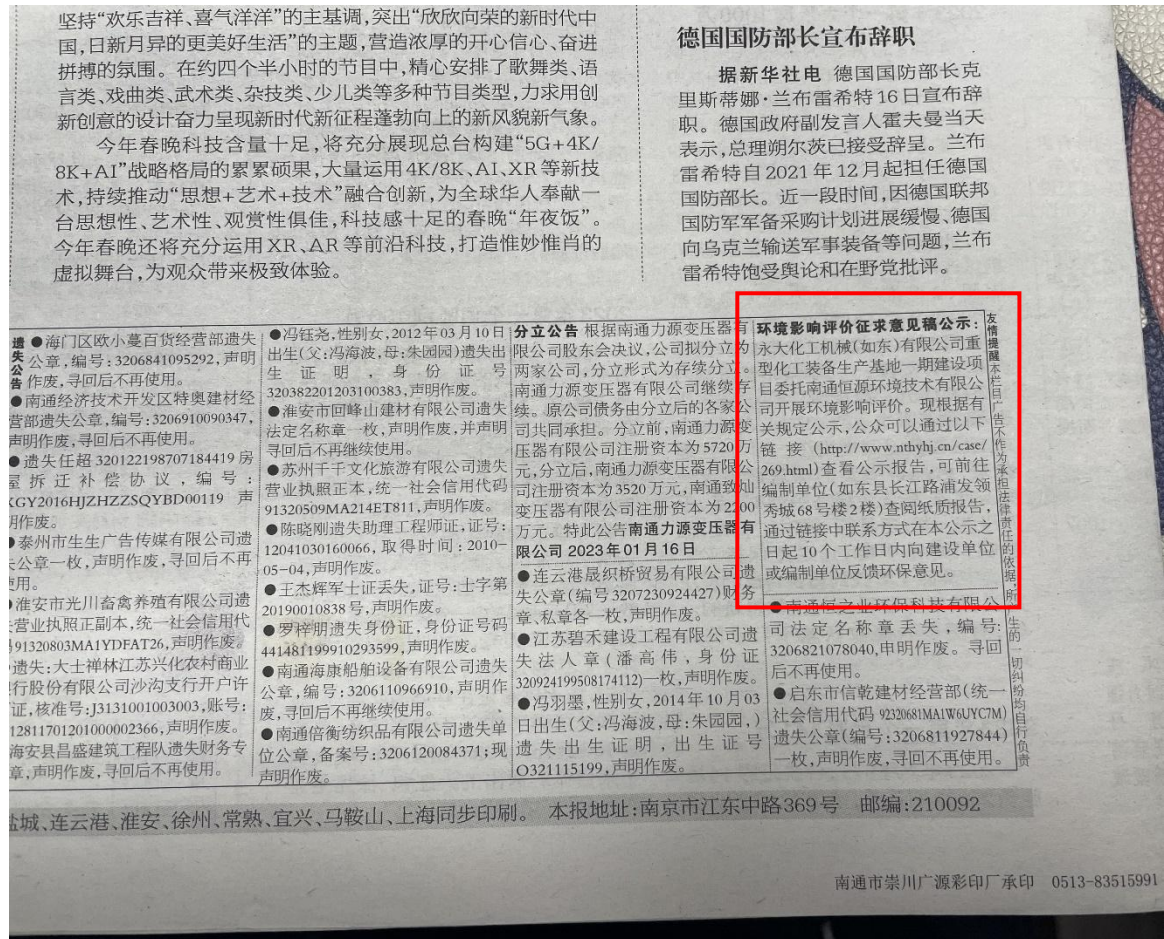 坚持“欢乐吉祥、喜气洋洋”的主基调,突出“欣欣向荣的新时代中
国,日新月异的更美好生活”的主题,营造浓厚的开心信心、奋进
拼搏的氛围。在约四个半小时的节目中,精心安排了歌舞类、语
言类、戏曲类、武术类、杂技类、少儿类等多种节目类型,力求用创
新创意的设计奋力呈现新时代新征程蓬勃向上的新风貌新气象。
今年春晚科技含量十足,将充分展现总台构建“5G+4K/
8K+AI”战略格局的累累硕果,大量运用4K/8K、AI、XR等新技
术,持续推动“思想+艺术+技术”融合创新,为全球华人奉献一
台思想性、艺术性、观赏性俱佳,科技感十足的春晚“年夜饭”。
今年春晚还将充分运用XR、AR等前沿科技,打造惟妙惟肖的
虚拟舞台,为观众带来极致体验。
德国国防部长宣布辞职
据新华社电 德国国防部长克
里斯蒂娜·兰布雷希特16日宣布辞
职。德国政府副发言人霍夫曼当天
表示,总理朔尔茨已接受辞呈。兰布
雷希特自2021年12月起担任德国
国防部长。近一段时间,因德国联邦
国防军军备采购计划进展缓慢、德国
向乌克兰输送军事装备等问题,兰布
雷希特饱受舆论和在野党批评。
遗失公告
●海门区欧小蔓百货经营部遗失
公章,编号:3206841095292,声明
作废,寻回后不再使用。
●南通经济技术开发区特奥建材经
营部遗失公章,编号:3206910090347,
声明作废,寻回后不再使用。
●遗失任超320122198707184419房
屋拆迁补偿协议,编号:
KGY2016HJZHZZSQYBD00119声
明作废。
●泰州市生生广告传媒有限公司遗
失公章一枚,声明作废,寻回后不再
使用。
●淮安市光川畜禽养殖有限公司遗
失营业执照正副本,统一社会信用代
码91320803MA1YDFAT26,声明作废。
遗失:大士禅林江苏兴化农村商业
银行股份有限公司沙沟支行开户许
可证,核准号:J3131001003003,账号:
1281170120100000​2366,声明作废。
海安县昌盛建筑工程队遗失财务专
章,声明作废,寻回后不再使用。
●冯钰尧,性别女,2012年03月10日
出生(父:冯海波,母:朱园园)遗失出
生证明,身份证号
320382201203100383,声明作废。
●淮安市回峰山建材有限公司遗失
法定名称章一枚,声明作废,并声明
寻回后不再继续使用。
●苏州千千文化旅游有限公司遗失
营业执照正本,统一社会信用代码
91320509MA214ET811,声明作废。
●陈晓刚遗失助理工程师证,证号:
12041030160066,取得时间:2010-
05-04,声明作废。
●王杰辉军士证丢失,证号:士字第
20190010838号,声明作废。
●罗梓朋遗失身份证,身份证号码
441481199910293599,声明作废。
●南通海康船舶设备有限公司遗失
公章,编号:3206110966910,声明作
废,寻回后不再继续使用。
●南通倍衡纺织品有限公司遗失单
位公章,备案号:3206120084371;现
声明作废。
分立公告 根据南通力源变压器有
限公司股东会决议,公司拟分立为
两家公司,分立形式为存续分立。
南通力源变压器有限公司继续存
续。原公司债务由分立后的各家公
司共同承担。分立前,南通力源变
压器有限公司注册资本为5720万
元,分立后,南通力源变压器有限公
司注册资本为3520万元,南通致灿
变压器有限公司注册资本为2200
万元。特此公告南通力源变压器有
限公司 2023年01月16日
●连云港晟织桥贸易有限公司遗
失公章(编号3207230924427)财务
章、私章各一枚,声明作废。
●江苏碧禾建设工程有限公司遗
失法人章(潘高伟,身份证
320924199508174112)一枚,声明作废。
●冯羽墨,性别女,2014年10月03
日出生(父:冯海波,母:朱园园,)
遗失出生证明,出生证号
O321115199,声明作废。
环境影响评价征求意见稿公示:
永大化工机械(如东)有限公司重
型化工装备生产基地一期建设项
目委托南通恒源环境技术有限公
司开展环境影响评价。现根据有
关规定公示,公众可以通过以下
链接(http://www.nthyhj.cn/case/
269.html)查看公示报告,可前往
编制单位(如东县长江路浦发领
秀城68号楼2楼)查阅纸质报告,
通过链接中联系方式在本公示之
日起10个工作日内向建设单位
或编制单位反馈环保意见。
●南通恒之业环保科技有限公
司法定名称章丢失,编号:
3206821078040,申明作废。寻回
后不再使用。
●启东市信乾建材经营部(统一
社会信用代码92320681MA1W6UYC7M)
遗失公章(编号:3206811927844)
一枚,声明作废,寻回不再使用。
友情提醒:本栏目广告不作为承担法律责任的依据,所生的一切纠纷均自行负责
盐城、连云港、淮安、徐州、常熟、宜兴、马鞍山、上海同步印刷。 本报地址:南京市江东中路369号 邮编:210092
南通市崇川广源彩印厂承印 0513-83515991